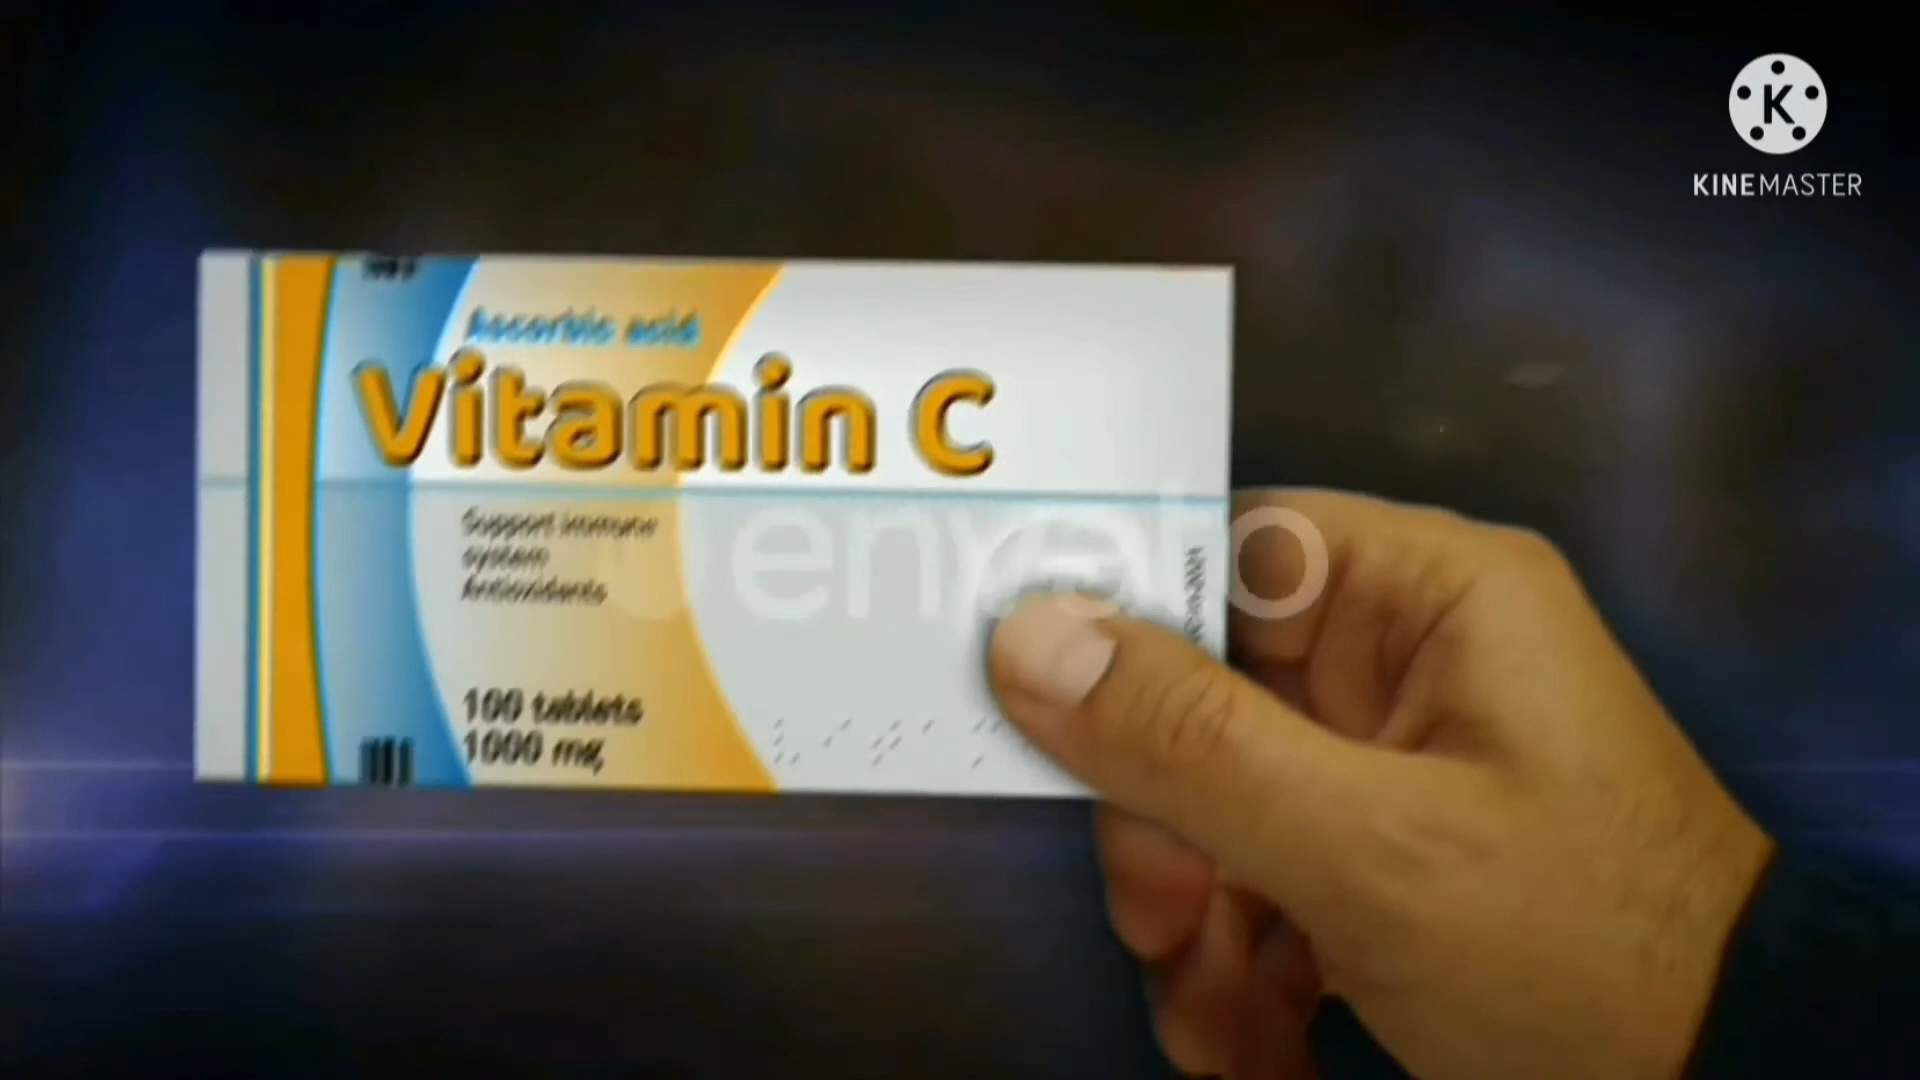 K
KINEMASTER
Ascorbic acid
Vitamin C
Support immune
system
Antioxidants
envato
100 tablets
1000 mg